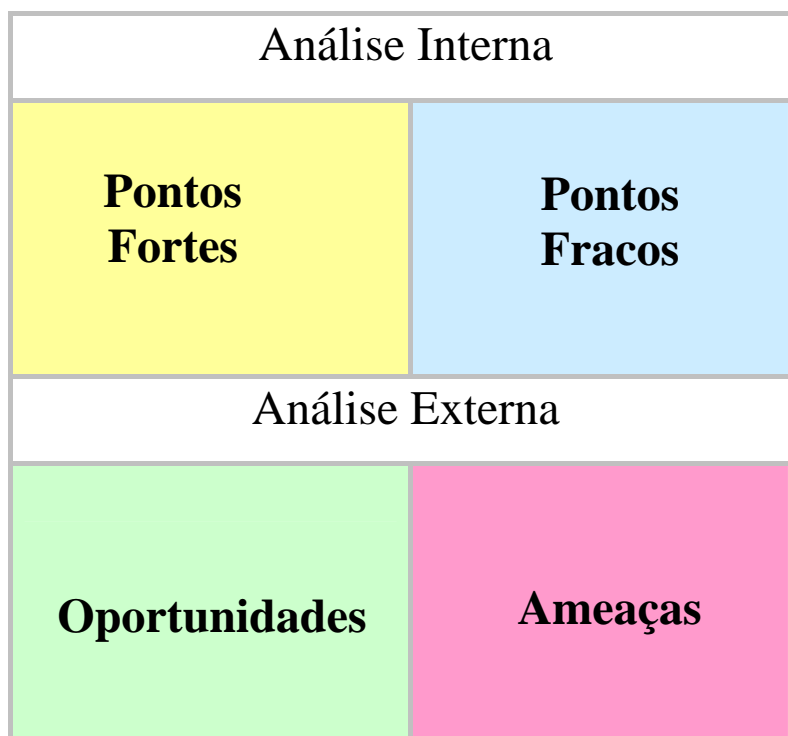 Análise Interna
Pontos
Fortes
Pontos
Fracos
Análise Externa
Oportunidades
Ameaças